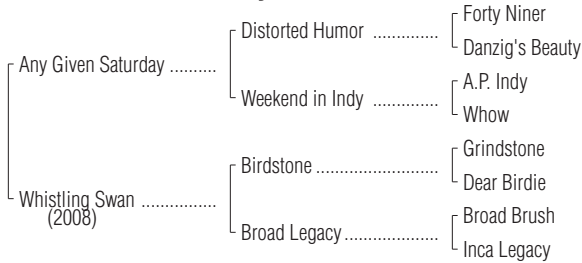 Forty Niner
Distorted Humor ..............
Danzig's Beauty
Any Given Saturday ..........
A.P. Indy
Weekend in Indy ..............
Whow
Grindstone
Birdstone ..........................
Dear Birdie
Whistling Swan ................
(2008)
Broad Brush
Broad Legacy ....................
Inca Legacy